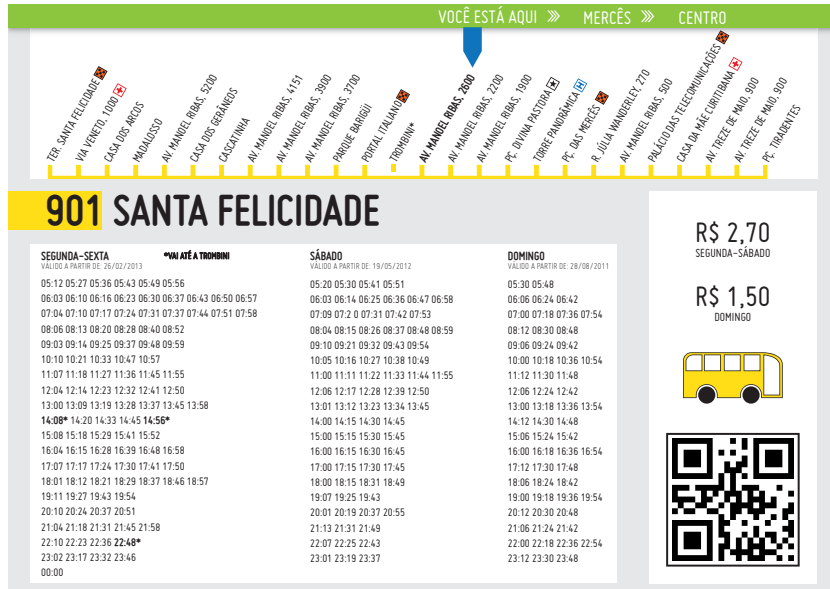 VOCÊ ESTÁ AQUI >>> MERCÊS >>> CENTRO
TER. SANTA FELICIDADE
VIA VENETO, 1000
CASA DOS ARCOS
MADALOSSO
AV. MANOEL RIBAS, 5200
CASA DOS GERÂNEOS
CASCATINHA
AV. MANOEL RIBAS, 4151
AV. MANOEL RIBAS, 3900
AV. MANOEL RIBAS, 3700
PARQUE BARIGÜI
PORTAL ITALIANO
TROMBINI*
AV. MANOEL RIBAS, 2600
AV. MANOEL RIBAS, 2200
AV. MANOEL RIBAS, 1900
PÇ. DIVINA PASTORA
TORRE PANORÂMICA H
PÇ. DAS MERCÊS
R. JÚLIA WANDERLEY, 270
AV. MANOEL RIBAS, 500
PALÁCIO DAS TELECOMUNICAÇÕES
CASA DA MÃE CURITIBANA
AV. TREZE DE MAIO, 900
AV. TREZE DE MAIO, 900
PÇ. TIRADENTES
901 SANTA FELICIDADE
SEGUNDA-SEXTA *VAI ATÉ A TROMBINI
VÁLIDO A PARTIR DE: 26/02/2013
05:12 05:27 05:36 05:43 05:49 05:56
06:03 06:10 06:16 06:23 06:30 06:37 06:43 06:50 06:57
07:04 07:10 07:17 07:24 07:31 07:37 07:44 07:51 07:58
08:06 08:13 08:20 08:28 08:40 08:52
09:03 09:14 09:25 09:37 09:48 09:59
10:10 10:21 10:33 10:47 10:57
11:07 11:18 11:27 11:36 11:45 11:55
12:04 12:14 12:23 12:32 12:41 12:50
13:00 13:09 13:19 13:28 13:37 13:45 13:58
14:08* 14:20 14:33 14:45 14:56*
15:08 15:18 15:29 15:41 15:52
16:04 16:15 16:28 16:39 16:48 16:58
17:07 17:17 17:24 17:30 17:41 17:50
18:01 18:12 18:21 18:29 18:37 18:46 18:57
19:11 19:27 19:43 19:54
20:10 20:24 20:37 20:51
21:04 21:18 21:31 21:45 21:58
22:10 22:23 22:36 22:48*
23:02 23:17 23:32 23:46
00:00
SÁBADO
VÁLIDO A PARTIR DE: 19/05/2012
05:20 05:30 05:41 05:51
06:03 06:14 06:25 06:36 06:47 06:58
07:09 07:2 0 07:31 07:42 07:53
08:04 08:15 08:26 08:37 08:48 08:59
09:10 09:21 09:32 09:43 09:54
10:05 10:16 10:27 10:38 10:49
11:00 11:11 11:22 11:33 11:44 11:55
12:06 12:17 12:28 12:39 12:50
13:01 13:12 13:23 13:34 13:45
14:00 14:15 14:30 14:45
15:00 15:15 15:30 15:45
16:00 16:15 16:30 16:45
17:00 17:15 17:30 17:45
18:00 18:15 18:31 18:49
19:07 19:25 19:43
20:01 20:19 20:37 20:55
21:13 21:31 21:49
22:07 22:25 22:43
23:01 23:19 23:37
DOMINGO
VÁLIDO A PARTIR DE: 28/08/2011
05:30 05:48
06:06 06:24 06:42
07:00 07:18 07:36 07:54
08:12 08:30 08:48
09:06 09:24 09:42
10:00 10:18 10:36 10:54
11:12 11:30 11:48
12:06 12:24 12:42
13:00 13:18 13:36 13:54
14:12 14:30 14:48
15:06 15:24 15:42
16:00 16:18 16:36 16:54
17:12 17:30 17:48
18:06 18:24 18:42
19:00 19:18 19:36 19:54
20:12 20:30 20:48
21:06 21:24 21:42
22:00 22:18 22:36 22:54
23:12 23:30 23:48
R$ 2,70
SEGUNDA-SÁBADO
R$ 1,50
DOMINGO